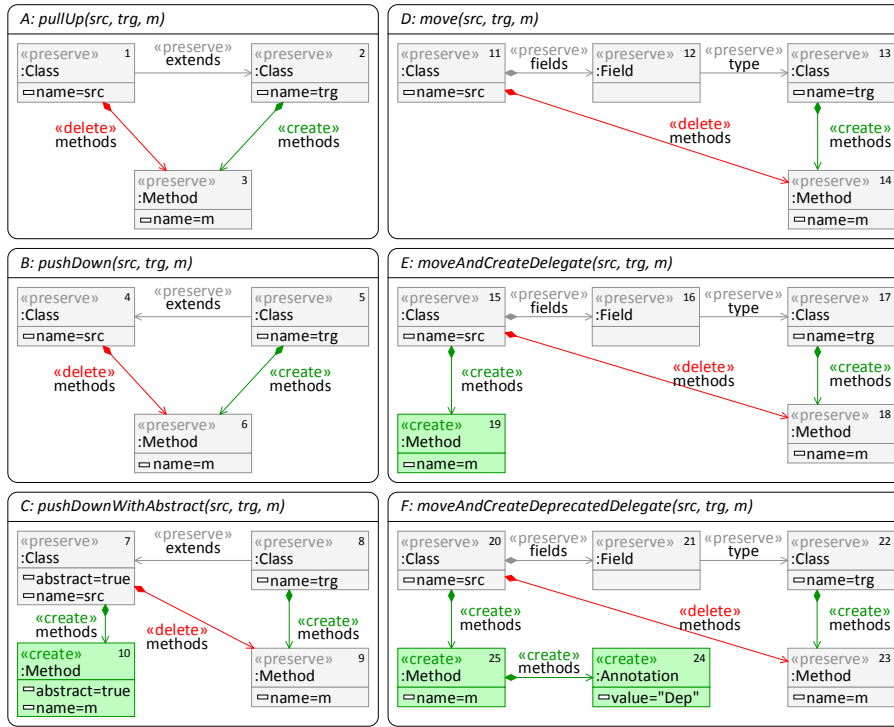 A: pullUp(src, trg, m)
«preserve» 1
:Class
name=src
«preserve»
extends
«preserve» 2
:Class
name=trg
«delete»
methods
«create»
methods
«preserve» 3
:Method
name=m
D: move(src, trg, m)
«preserve» 11
:Class
name=src
«preserve»
fields
«preserve» 12
:Field
«preserve»
type
«preserve» 13
:Class
name=trg
«delete»
methods
«create»
methods
«preserve» 14
:Method
name=m
B: pushDown(src, trg, m)
«preserve» 4
:Class
name=src
«preserve»
extends
«preserve» 5
:Class
name=trg
«delete»
methods
«create»
methods
«preserve» 6
:Method
name=m
E: moveAndCreateDelegate(src, trg, m)
«preserve» 15
:Class
name=src
«preserve»
fields
«preserve» 16
:Field
«preserve»
type
«preserve» 17
:Class
name=trg
«create»
methods
«delete»
methods
«create»
methods
«create» 19
:Method
name=m
«preserve» 18
:Method
name=m
C: pushDownWithAbstract(src, trg, m)
«preserve» 7
:Class
abstract=true
name=src
«preserve»
extends
«preserve» 8
:Class
name=trg
«create»
methods
«delete»
methods
«create»
methods
«create» 10
:Method
abstract=true
name=m
«preserve» 9
:Method
name=m
F: moveAndCreateDeprecatedDelegate(src, trg, m)
«preserve» 20
:Class
name=src
«preserve»
fields
«preserve» 21
:Field
«preserve»
type
«preserve» 22
:Class
name=trg
«create»
methods
«delete»
methods
«create»
methods
«create» 25
:Method
name=m
«create»
methods
«create» 24
:Annotation
value="Dep"
«preserve» 23
:Method
name=m